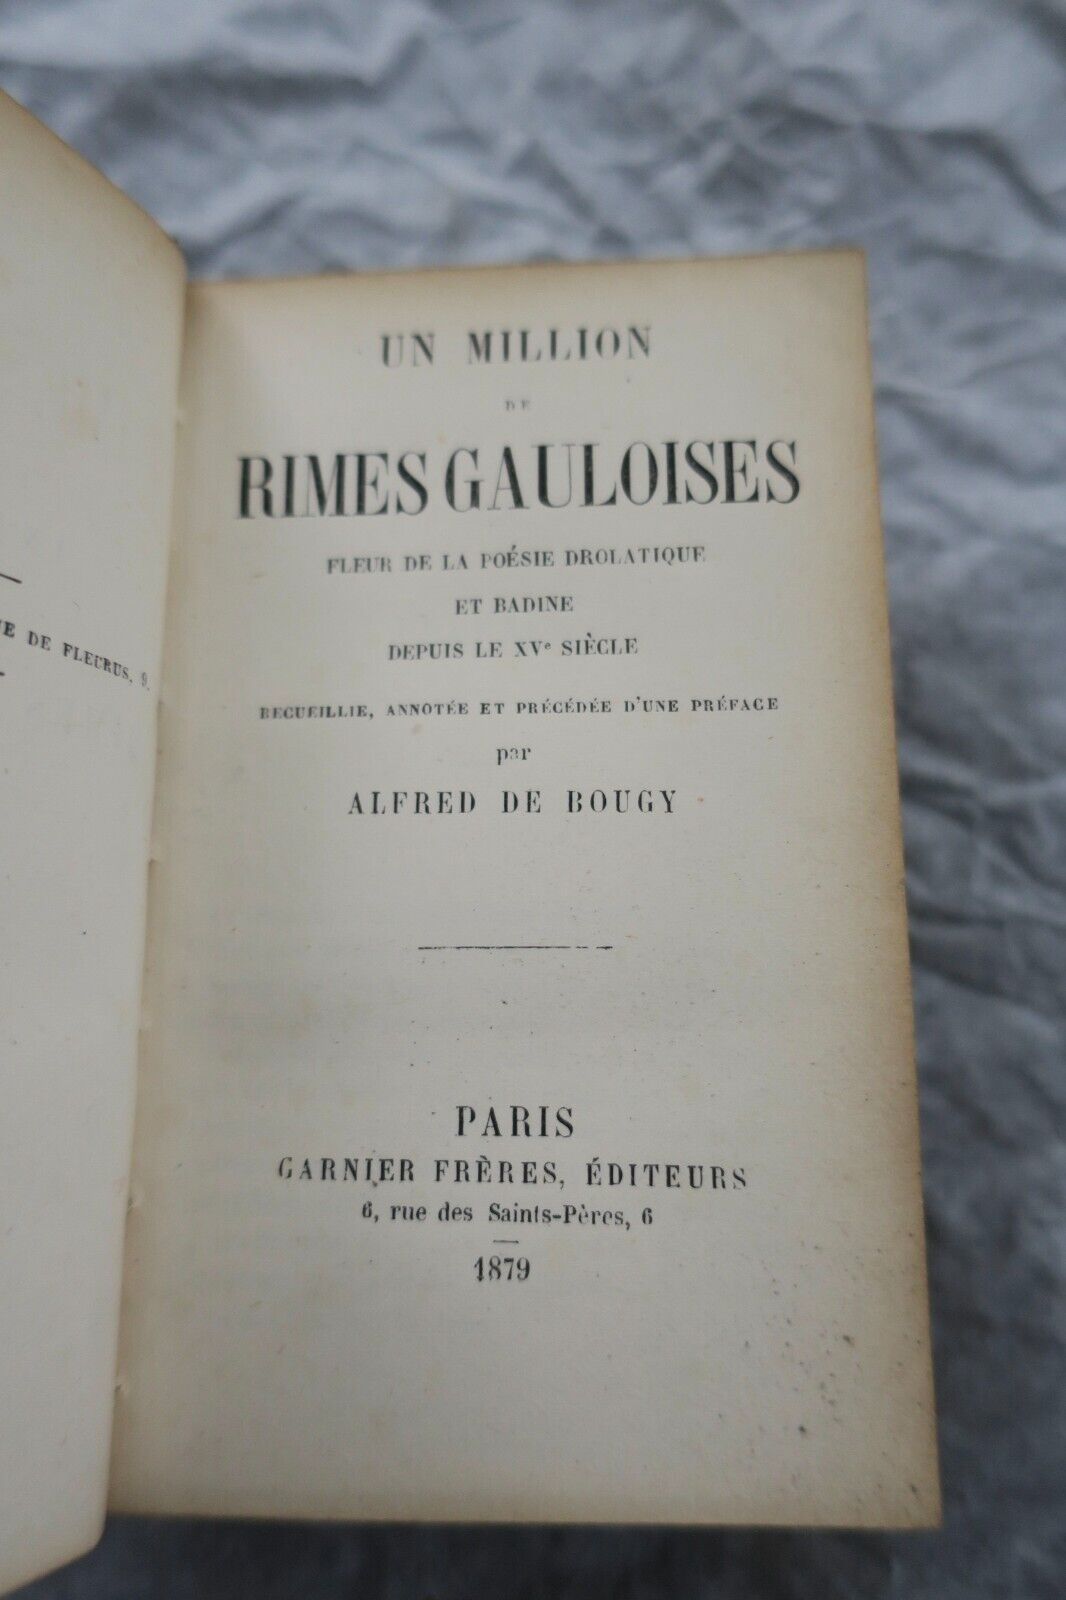 DE FLEURUS, 9.
UN MILLION
DE
RIMES GAULOISES
FLEUR DE LA POÉSIE DROLATIQUE
ET BADINE
DEPUIS LE XVe SIÈCLE
RECUEILLIE, ANNOTÉE ET PRÉCÉDÉE D'UNE PRÉFACE
par
ALFRED DE BOUGY
PARIS
GARNIER FRÈRES, ÉDITEURS
6, rue des Saints-Pères, 6
1879